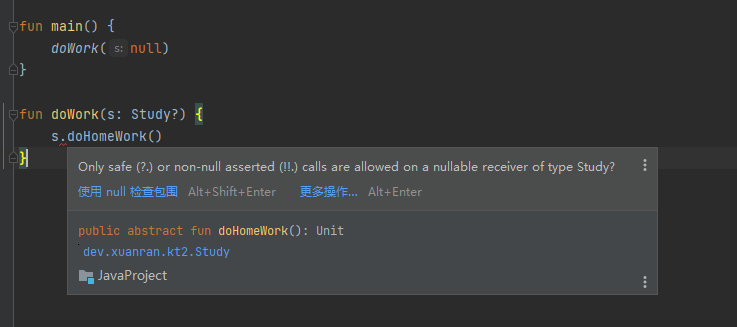 fun main() {
doWork( s: null)
}
fun doWork(s: Study?) {
s.doHomeWork()
}
Only safe (?.) or non-null asserted (!!.) calls are allowed on a nullable receiver of type Study?
使用 null 检查包围 Alt+Shift+Enter 更多操作... Alt+Enter
public abstract fun doHomeWork(): Unit
dev.xuanran.kt2.Study
JavaProject